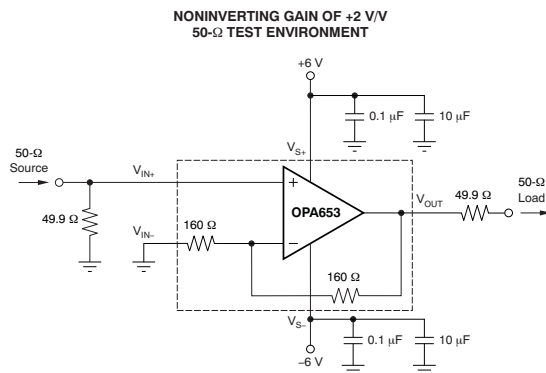 NONINVERTING GAIN OF +2 V/V
50-Ω TEST ENVIRONMENT
+6 V
0.1 μF
10 μF
VS+
50-Ω
Source
VIN+
49.9 Ω
OPA653
VOUT
49.9 Ω
50-Ω
Load
VIN−
160 Ω
160 Ω
VS−
0.1 μF
10 μF
−6 V